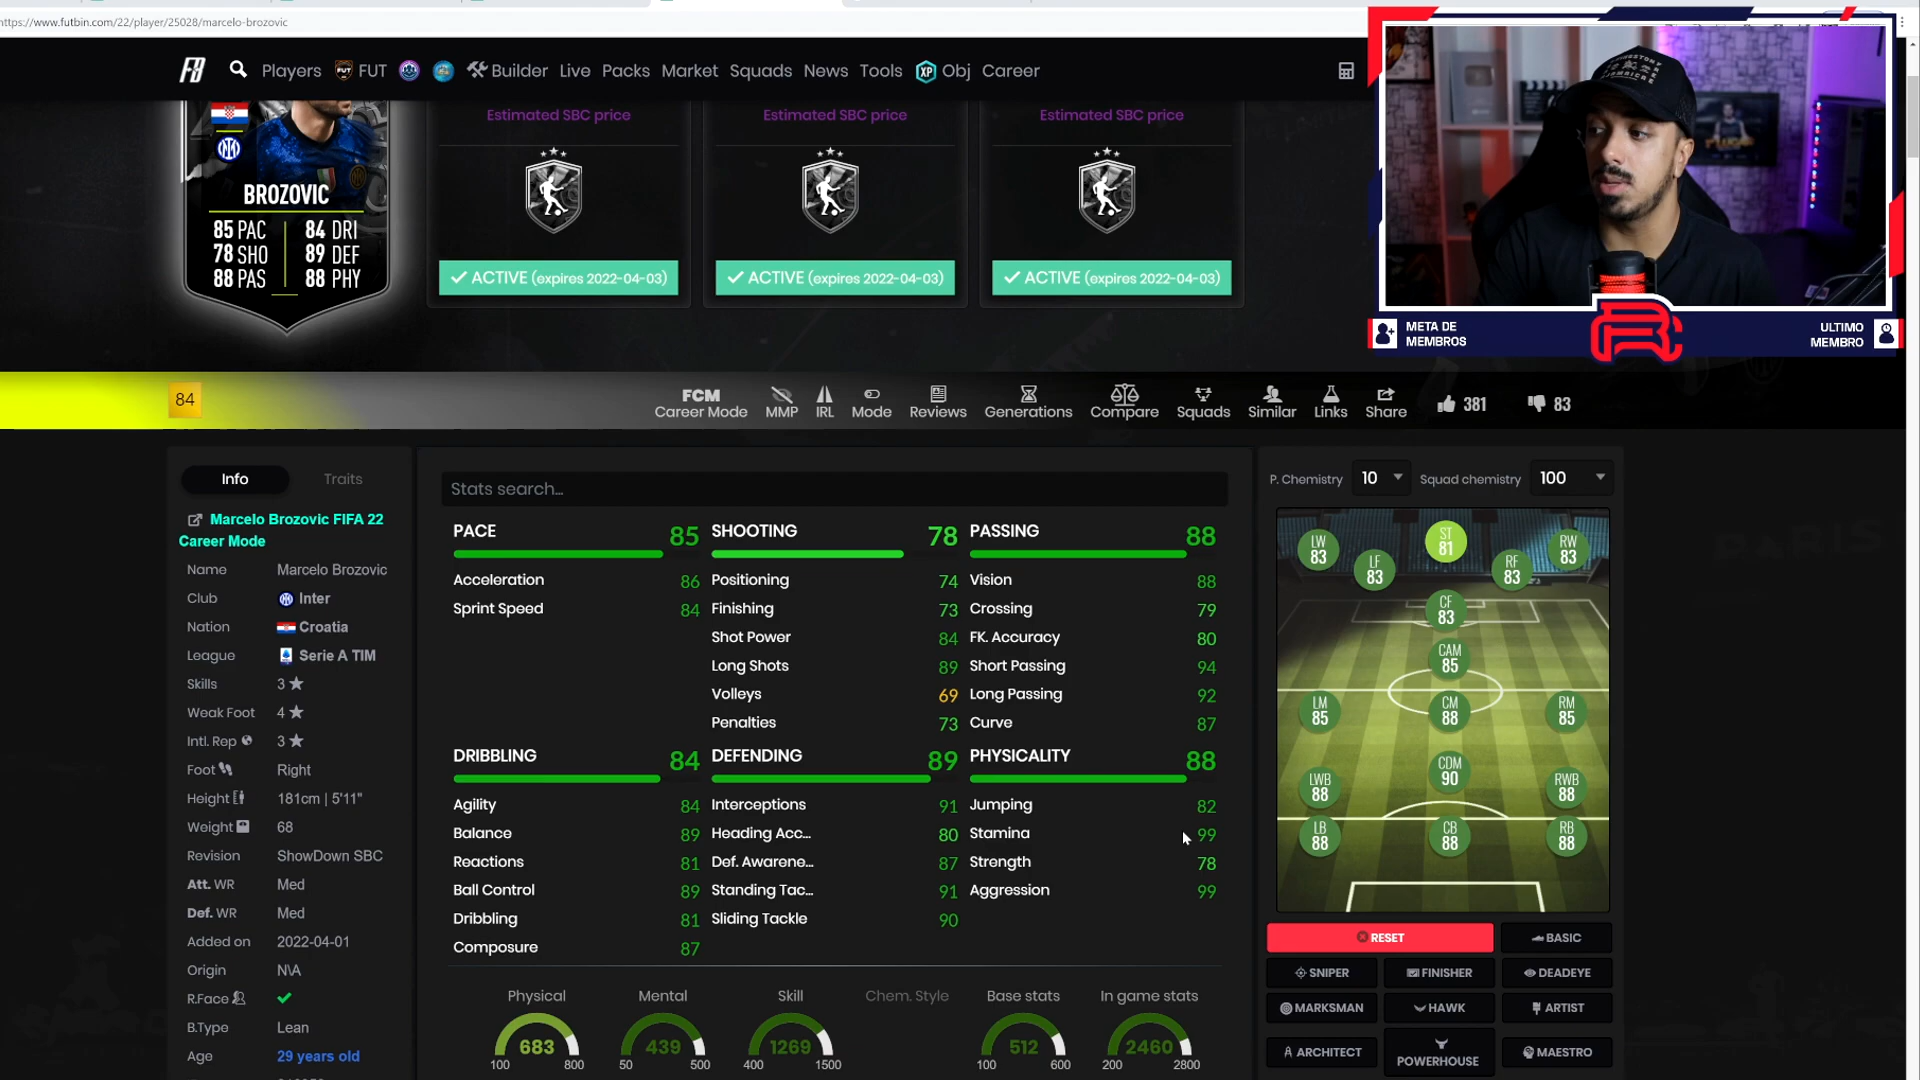 https://www.futbin.com/22/player/25028/marcelo-brozovic
Players FUT Builder Live Packs Market Squads News Tools XP Obj Career
BROZOVIC
85 PAC 84 DRI
78 SHO 89 DEF
88 PAS 88 PHY
Estimated SBC price Estimated SBC price Estimated SBC price
ACTIVE (expires 2022-04-03) ACTIVE (expires 2022-04-03) ACTIVE (expires 2022-04-03)
META DE
MEMBROS
ULTIMO
MEMBRO
84
FCM
Career Mode MMP IRL Mode Reviews Generations Compare Squads Similar Links Share 381 83
Info Traits
Marcelo Brozovic FIFA 22
Career Mode
Name Marcelo Brozovic
Club Inter
Nation Croatia
League Serie A TIM
Skills 3
Weak Foot 4
Intl. Rep 3
Foot Right
Height 181cm | 5'11"
Weight 68
Revision ShowDown SBC
Att. WR Med
Def. WR Med
Added on 2022-04-01
Origin N\A
R.Face
B.Type Lean
Age 29 years old
Stats search...
PACE 85 SHOOTING 78 PASSING 88
Acceleration 86 Positioning 74 Vision 88
Sprint Speed 84 Finishing 73 Crossing 79
Shot Power 84 FK. Accuracy 80
Long Shots 89 Short Passing 94
Volleys 69 Long Passing 92
Penalties 73 Curve 87
DRIBBLING 84 DEFENDING 89 PHYSICALITY 88
Agility 84 Interceptions 91 Jumping 82
Balance 89 Heading Acc... 80 Stamina 99
Reactions 81 Def. Awarene... 87 Strength 78
Ball Control 89 Standing Tac... 91 Aggression 99
Dribbling 81 Sliding Tackle 90
Composure 87
Physical Mental Skill Chem. Style Base stats In game stats
683 439 1269 512 2460
100 800 50 500 400 1500 100 600 200 2800
P. Chemistry 10 Squad chemistry 100
LW 83
ST 81
RW 83
LF 83
RF 83
CF 83
CAM 85
LM 85
CM 88
RM 85
CDM 90
LWB 88
RWB 88
LB 88
CB 88
RB 88
RESET BASIC
SNIPER FINISHER DEADEYE
MARKSMAN HAWK ARTIST
ARCHITECT POWERHOUSE MAESTRO